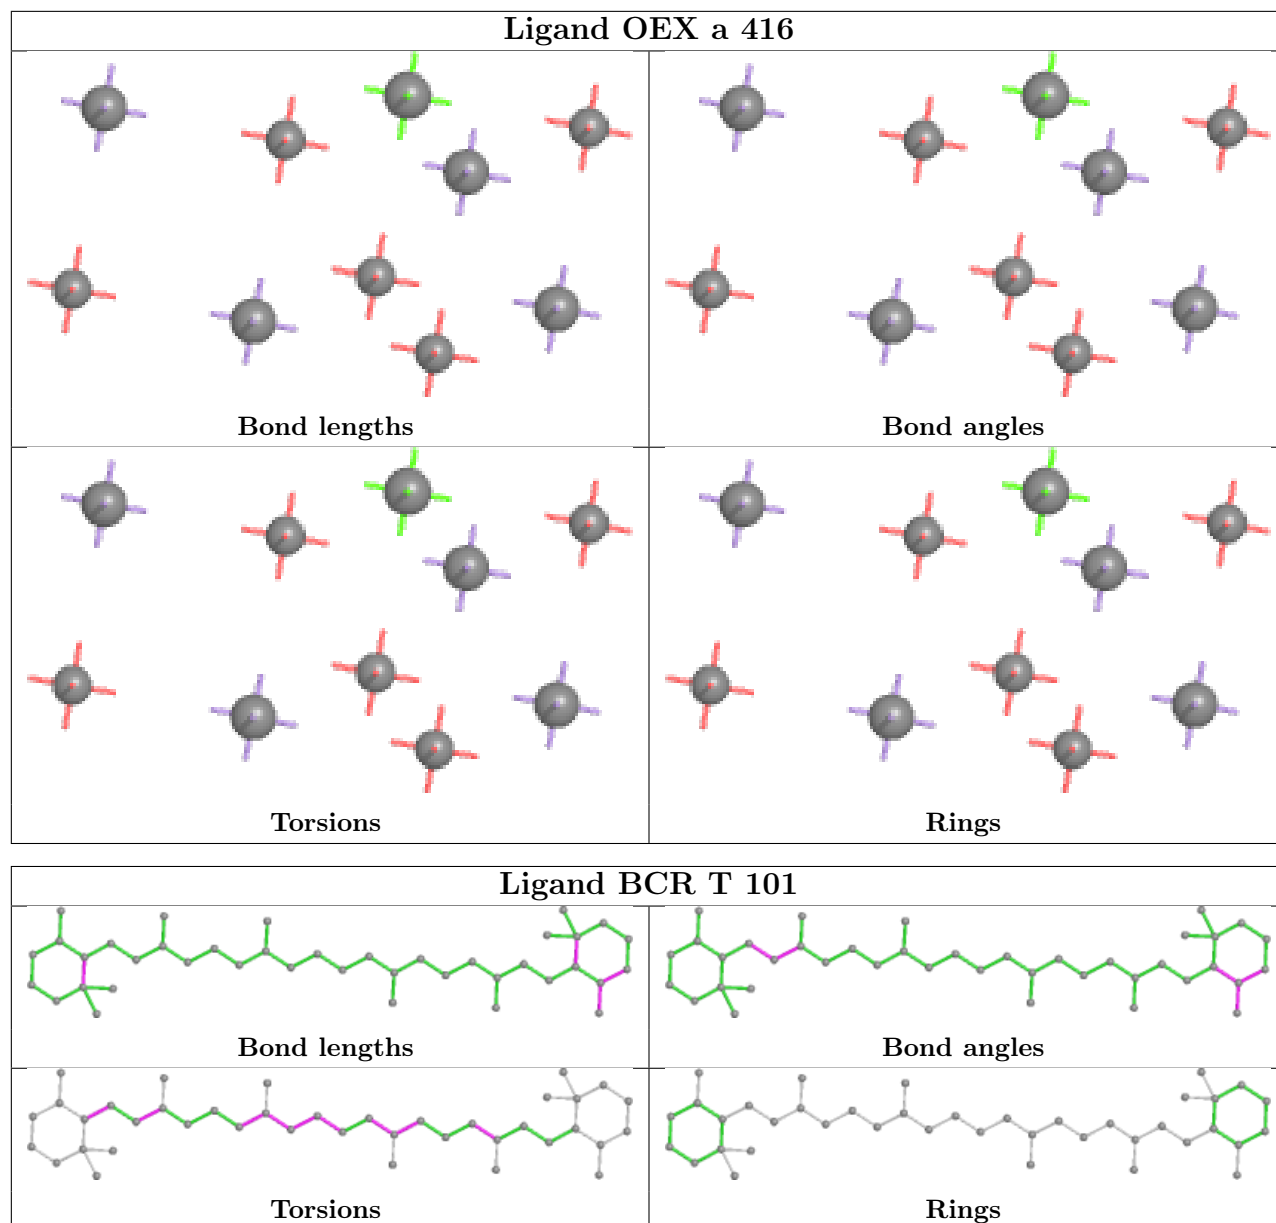 Ligand OEX a 416
Bond lengths
Bond angles
Torsions
Rings
Ligand BCR T 101
Bond lengths
Bond angles
Torsions
Rings